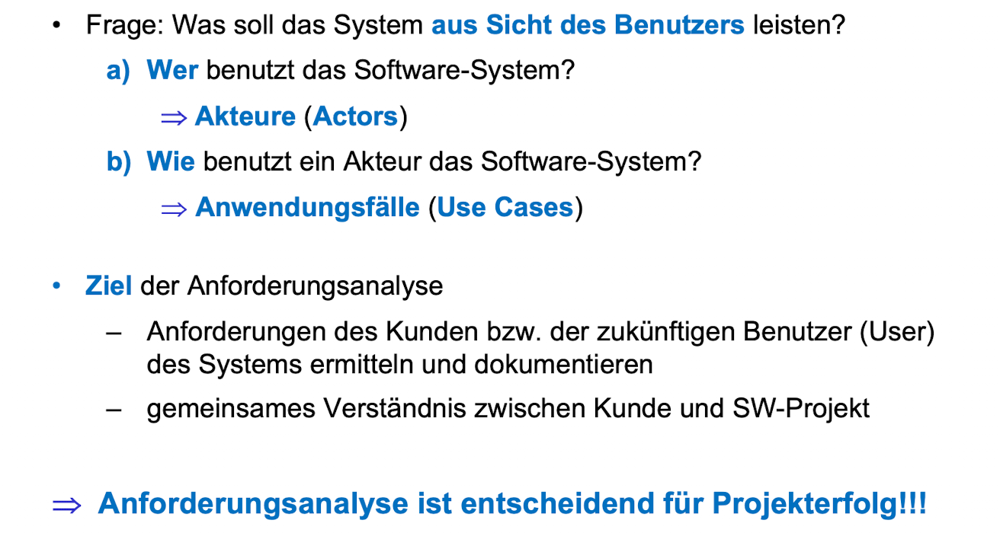 • Frage: Was soll das System aus Sicht des Benutzers leisten?
a) Wer benutzt das Software-System?
⇒ Akteure (Actors)
b) Wie benutzt ein Akteur das Software-System?
⇒ Anwendungsfälle (Use Cases)
• Ziel der Anforderungsanalyse
– Anforderungen des Kunden bzw. der zukünftigen Benutzer (User)
des Systems ermitteln und dokumentieren
– gemeinsames Verständnis zwischen Kunde und SW-Projekt
⇒ Anforderungsanalyse ist entscheidend für Projekterfolg!!!